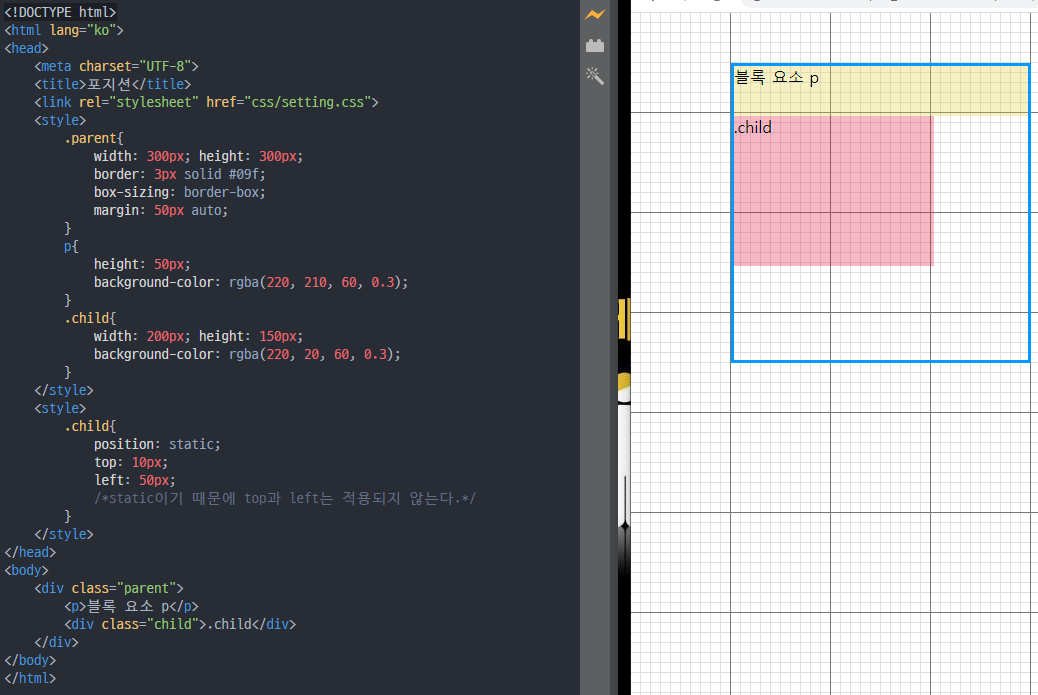 <!DOCTYPE html>
<html lang="ko">
<head>
    <meta charset="UTF-8">
    <title>포지션</title>
    <link rel="stylesheet" href="css/setting.css">
    <style>
        .parent{
            width: 300px; height: 300px;
            border: 3px solid #09f;
            box-sizing: border-box;
            margin: 50px auto;
        }
        p{
            height: 50px;
            background-color: rgba(220, 210, 60, 0.3);
        }
        .child{
            width: 200px; height: 150px;
            background-color: rgba(220, 20, 60, 0.3);
        }
    </style>
    <style>
        .child{
            position: static;
            top: 10px;
            left: 50px;
            /*static이기 때문에 top과 left는 적용되지 않는다.*/
        }
    </style>
</head>
<body>
    <div class="parent">
        <p>블록 요소 p</p>
        <div class="child">.child</div>
    </div>
</body>
</html>
블록 요소 p
.child